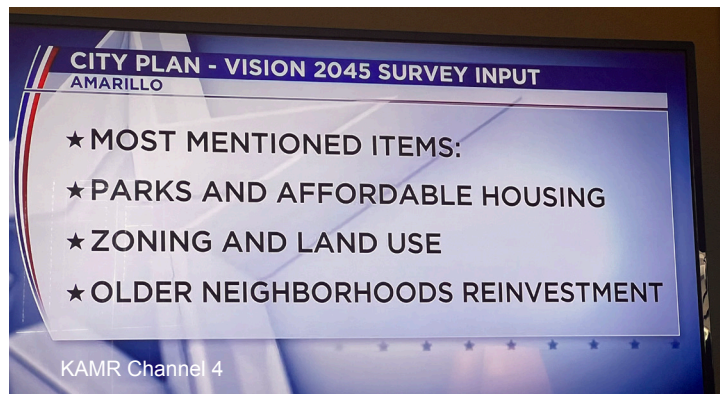 CITY PLAN - VISION 2045 SURVEY INPUT
AMARILLO
★MOST MENTIONED ITEMS:
★PARKS AND AFFORDABLE HOUSING
★ZONING AND LAND USE
★OLDER NEIGHBORHOODS REINVESTMENT
KAMR Channel 4